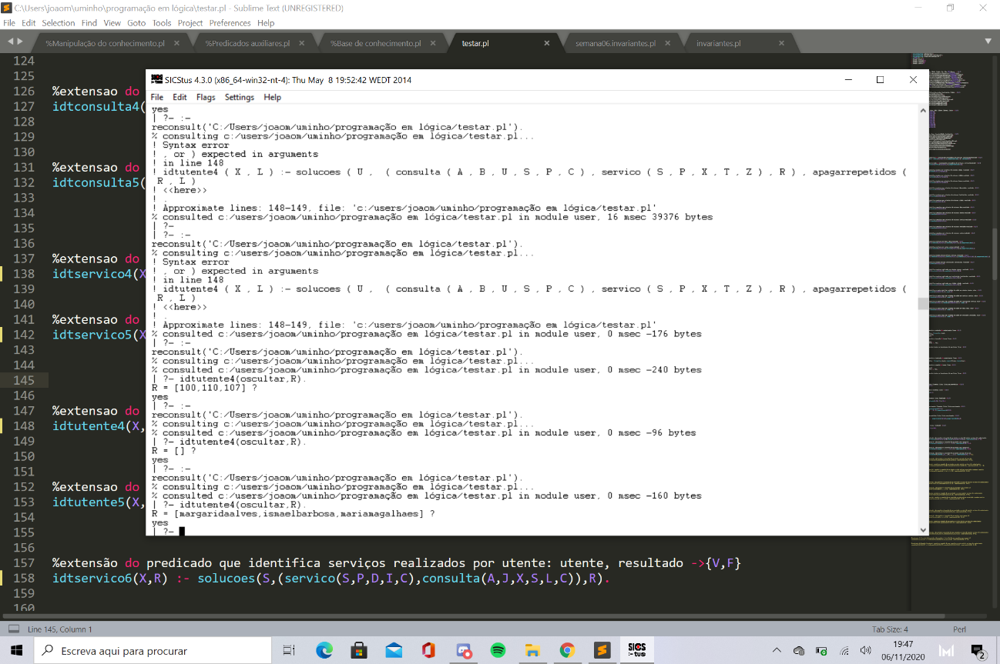 C:\Users\joaom\uminho\programação em lógica\testar.pl - Sublime Text (UNREGISTERED)
File Edit Selection Find View Goto Tools Project Preferences Help
%Manipulação do conhecimento.pl %Predicados auxiliares.pl %Base de conhecimento.pl testar.pl semana06.invariantes.pl invariantes.pl
124
125
126 %extensao do
127 idtconsulta4(
128
129
130
131 %extensao do
132 idtconsulta5(
133
134
135
136
137 %extensao do
138 idtservico4(X
139
140
141 %extensao do
142 idtservico5(X
143
144
145
146
147 %extensao do
148 idtutente4(X,
149
150
151
152 %extensao do
153 idtutente5(X,
154
155
156
157 %extensão do predicado que identifica serviços realizados por utente: utente, resultado ->{V,F}
158 idtservico6(X,R) :- solucoes(S,(servico(S,P,D,I,C),consulta(A,J,X,S,L,C)),R).
159
160
SICStus 4.3.0 (x86_64-win32-nt-4): Thu May 8 19:52:42 WEDT 2014
File Edit Flags Settings Help
yes
| ?- :-
reconsult('C:/Users/joaom/uminho/programação em lógica/testar.pl').
% consulting c:/users/joaom/uminho/programação em lógica/testar.pl...
! Syntax error
! , or ) expected in arguments
! in line 148
! idtutente4 ( X , L ) :- solucoes ( U , ( consulta ( A , B , U , S , P , C ) , servico ( S , P , X , T , Z ) , R ) , apagarrepetidos (
R , L )
! <<here>>
! .
! Approximate lines: 148-149, file: 'c:/users/joaom/uminho/programação em lógica/testar.pl'
% consulted c:/users/joaom/uminho/programação em lógica/testar.pl in module user, 16 msec 39376 bytes
| ?-
| ?- :-
reconsult('C:/Users/joaom/uminho/programação em lógica/testar.pl').
% consulting c:/users/joaom/uminho/programação em lógica/testar.pl...
! Syntax error
! , or ) expected in arguments
! in line 148
! idtutente4 ( X , L ) :- solucoes ( U , ( consulta ( A , B , U , S , P , C ) , servico ( S , P , X , T , Z ) , R ) , apagarrepetidos (
R , L )
! <<here>>
! .
! Approximate lines: 148-149, file: 'c:/users/joaom/uminho/programação em lógica/testar.pl'
% consulted c:/users/joaom/uminho/programação em lógica/testar.pl in module user, 0 msec -176 bytes
| ?- :-
reconsult('C:/Users/joaom/uminho/programação em lógica/testar.pl').
% consulting c:/users/joaom/uminho/programação em lógica/testar.pl...
% consulted c:/users/joaom/uminho/programação em lógica/testar.pl in module user, 0 msec -240 bytes
| ?- idtutente4(oscultar,R).
R = [100,110,107] ?
yes
| ?- :-
reconsult('C:/Users/joaom/uminho/programação em lógica/testar.pl').
% consulting c:/users/joaom/uminho/programação em lógica/testar.pl...
% consulted c:/users/joaom/uminho/programação em lógica/testar.pl in module user, 0 msec -96 bytes
| ?- idtutente4(oscultar,R).
R = [] ?
yes
| ?- :-
reconsult('C:/Users/joaom/uminho/programação em lógica/testar.pl').
% consulting c:/users/joaom/uminho/programação em lógica/testar.pl...
% consulted c:/users/joaom/uminho/programação em lógica/testar.pl in module user, 0 msec -160 bytes
| ?- idtutente4(oscultar,R).
R = [margaridaalves,ismaelbarbosa,mariamagalhaes] ?
yes
| ?-
Line 145, Column 1 Tab Size: 4 Perl
Escreva aqui para procurar
SICS
:-tus
19:47
06/11/2020
2